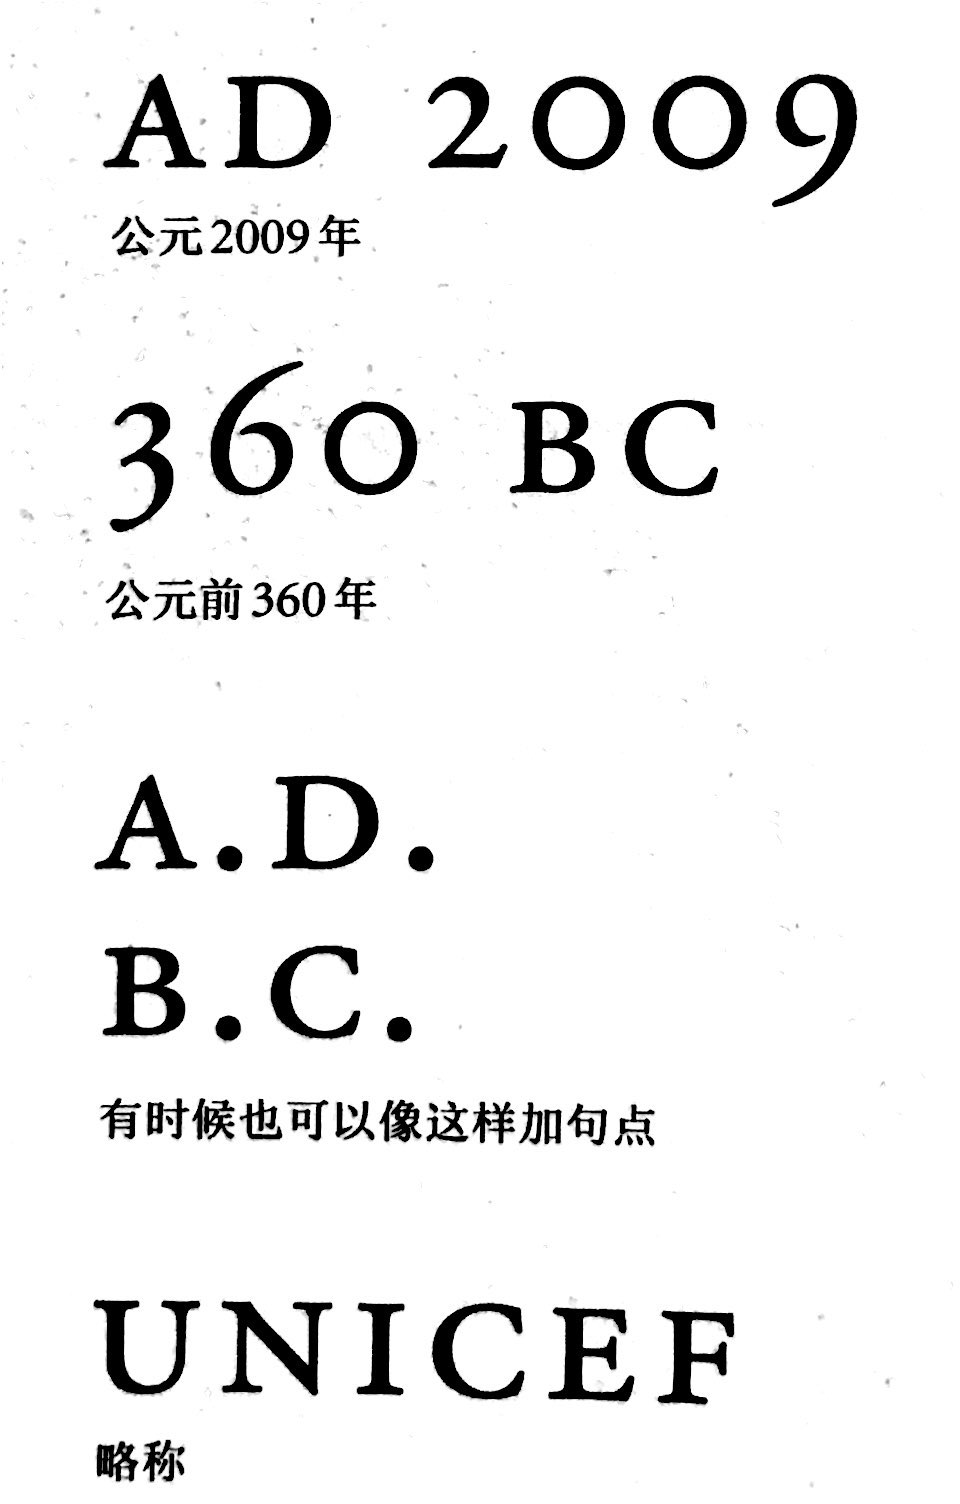 AD 2009
公元2009年
360 BC
公元前360年
A.D.
B.C.
有时候也可以像这样加句点
UNICEF
略称